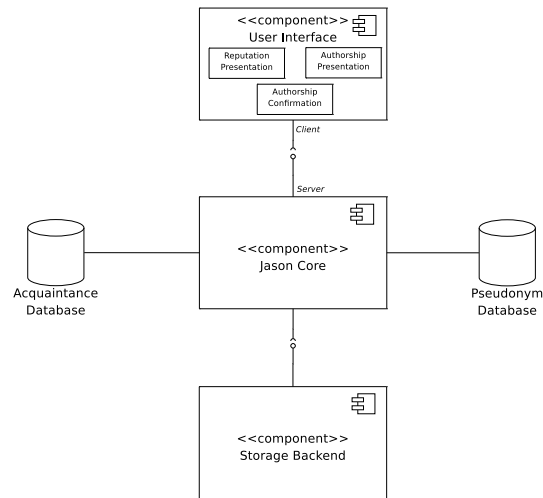 <<component>>
User Interface
Reputation
Presentation
Authorship
Presentation
Authorship
Confirmation
Client
Server
<<component>>
Jason Core
Acquaintance
Database
Pseudonym
Database
<<component>>
Storage Backend